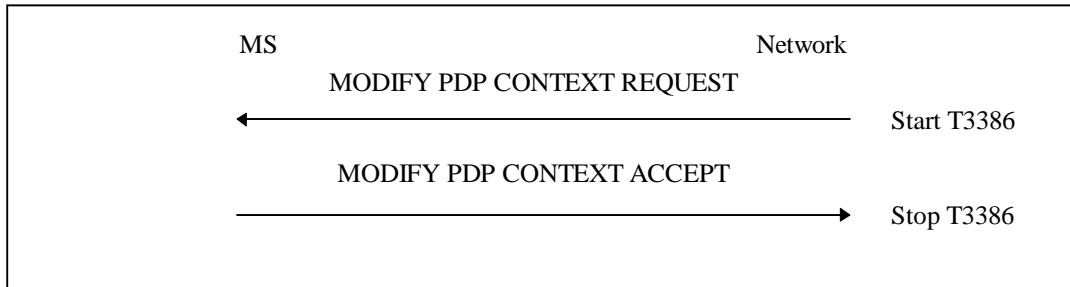 MS Network
MODIFY PDP CONTEXT REQUEST
Start T3386
MODIFY PDP CONTEXT ACCEPT
Stop T3386